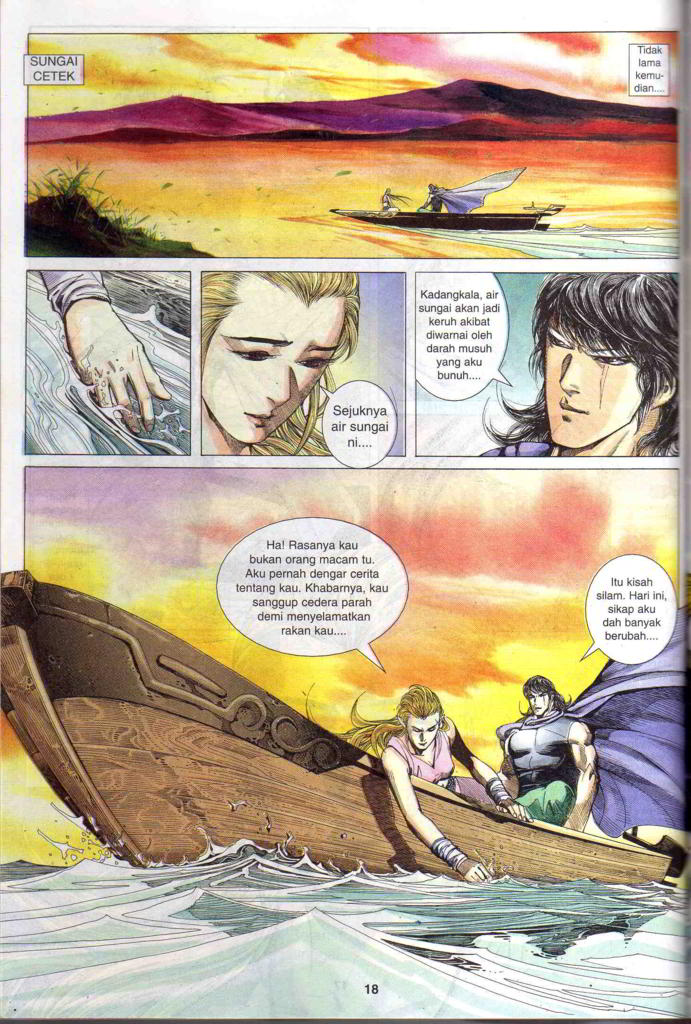 SUNGAI
CETEK
Tidak
lama
kemu-
dian....
Sejuknya
air sungai
ni....
Kadangkala, air
sungai akan jadi
keruh akibat
diwarnai oleh
darah musuh
yang aku
bunuh....
Ha! Rasanya kau
bukan orang macam tu.
Aku pernah dengar cerita
tentang kau. Khabarnya, kau
sanggup cedera parah
demi menyelamatkan
rakan kau....
Itu kisah
silam. Hari ini,
sikap aku
dah banyak
berubah....
18